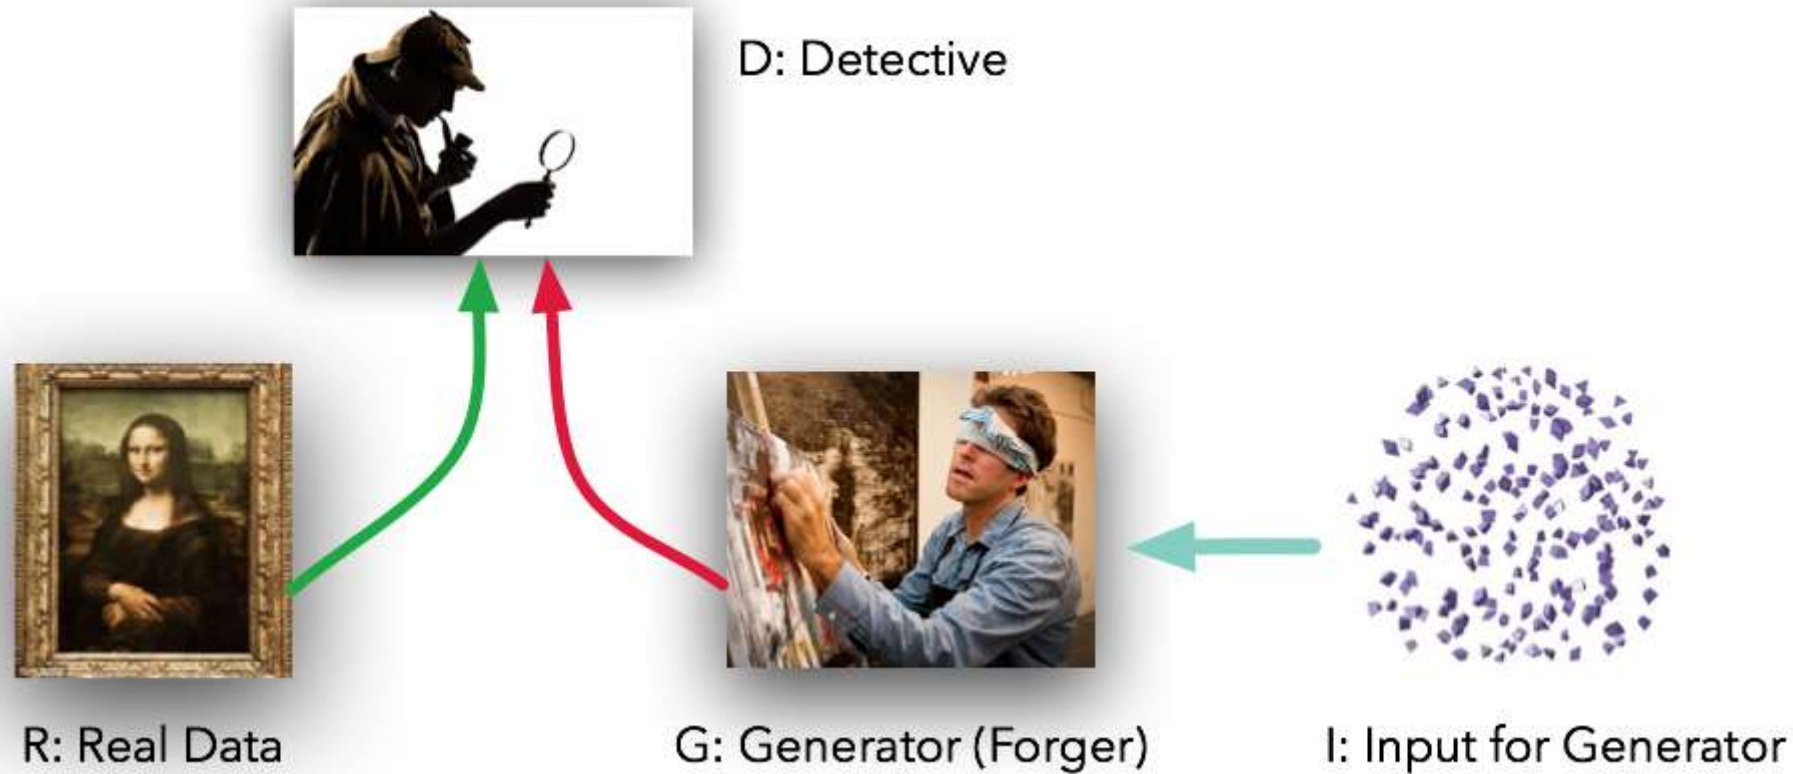 D: Detective
R: Real Data
G: Generator (Forger)
I: Input for Generator